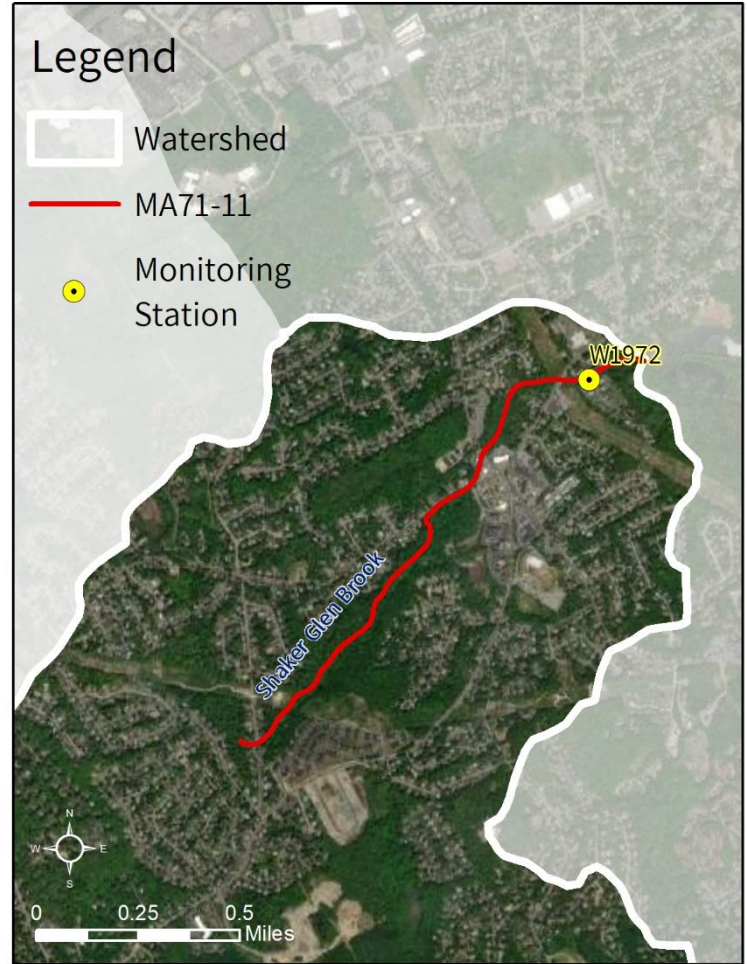 Legend
Watershed
MA71-11
Monitoring
Station
W1972
Shaker Glen Brook
N
W E
S
0 0.25 0.5
Miles